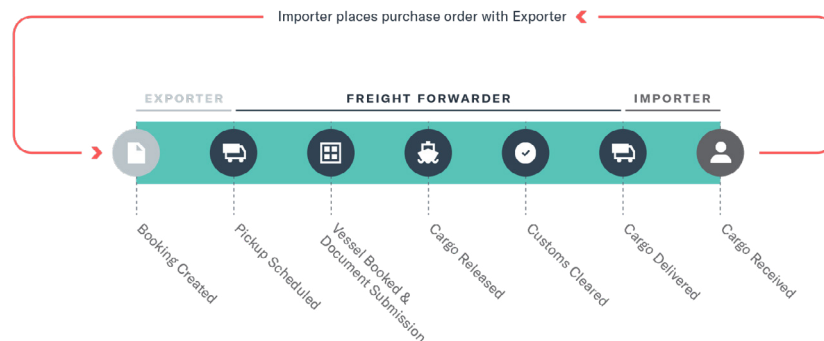 Importer places purchase order with Exporter
EXPORTER
FREIGHT FORWARDER
IMPORTER
Booking Created
Pickup Scheduled
Vessel Booked &
Document Submission
Cargo Released
Customs Cleared
Cargo Delivered
Cargo Received